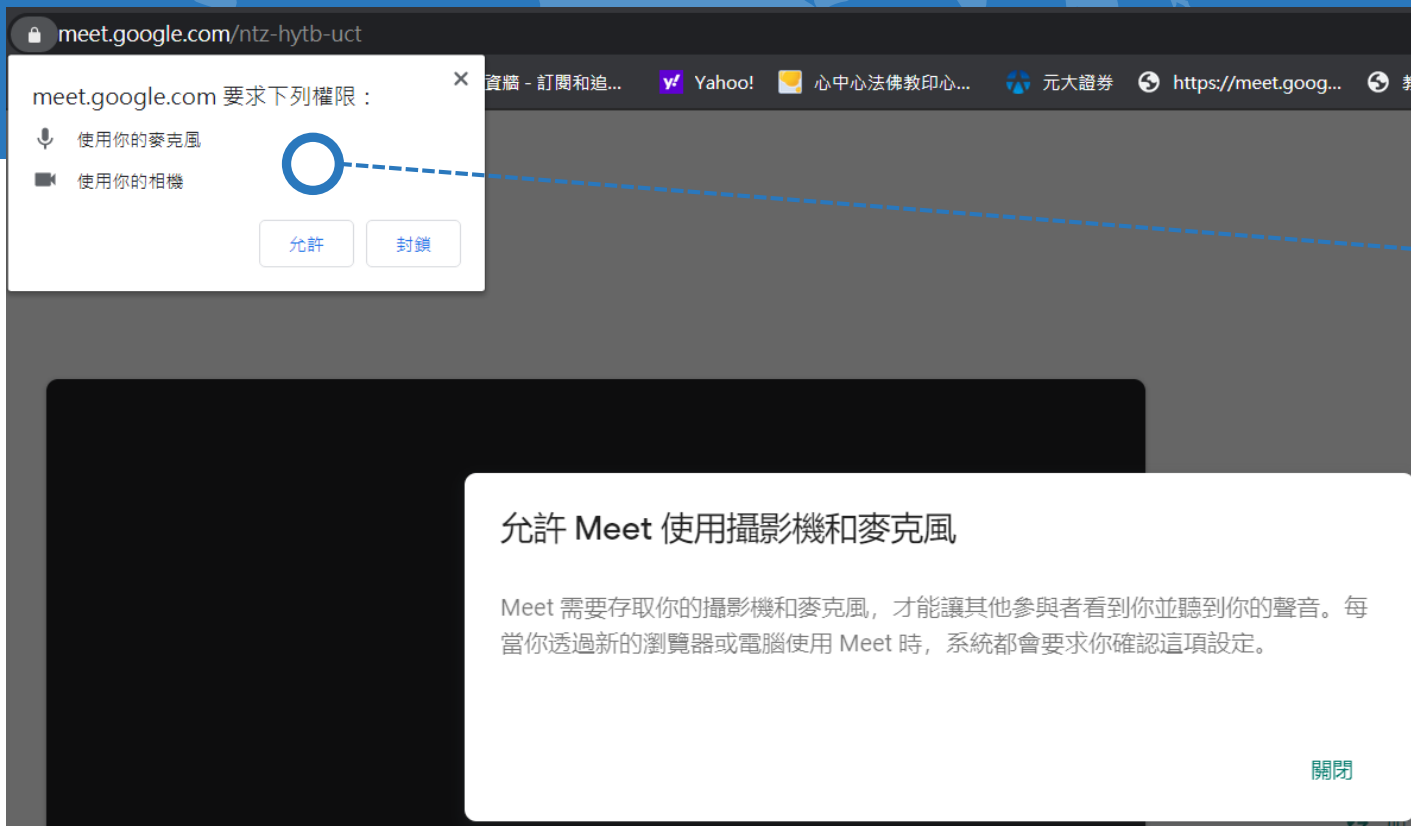 meet.google.com/ntz-hytb-uct
資牆 - 訂閱和追... Yahoo! 心中心法佛教印心... 元大證券 https://meet.goog...
meet.google.com 要求下列權限：
使用你的麥克風
使用你的相機
允許 封鎖
允許 Meet 使用攝影機和麥克風
Meet 需要存取你的攝影機和麥克風，才能讓其他參與者看到你並聽到你的聲音。每
當你透過新的瀏覽器或電腦使用 Meet 時，系統都會要求你確認這項設定。
關閉